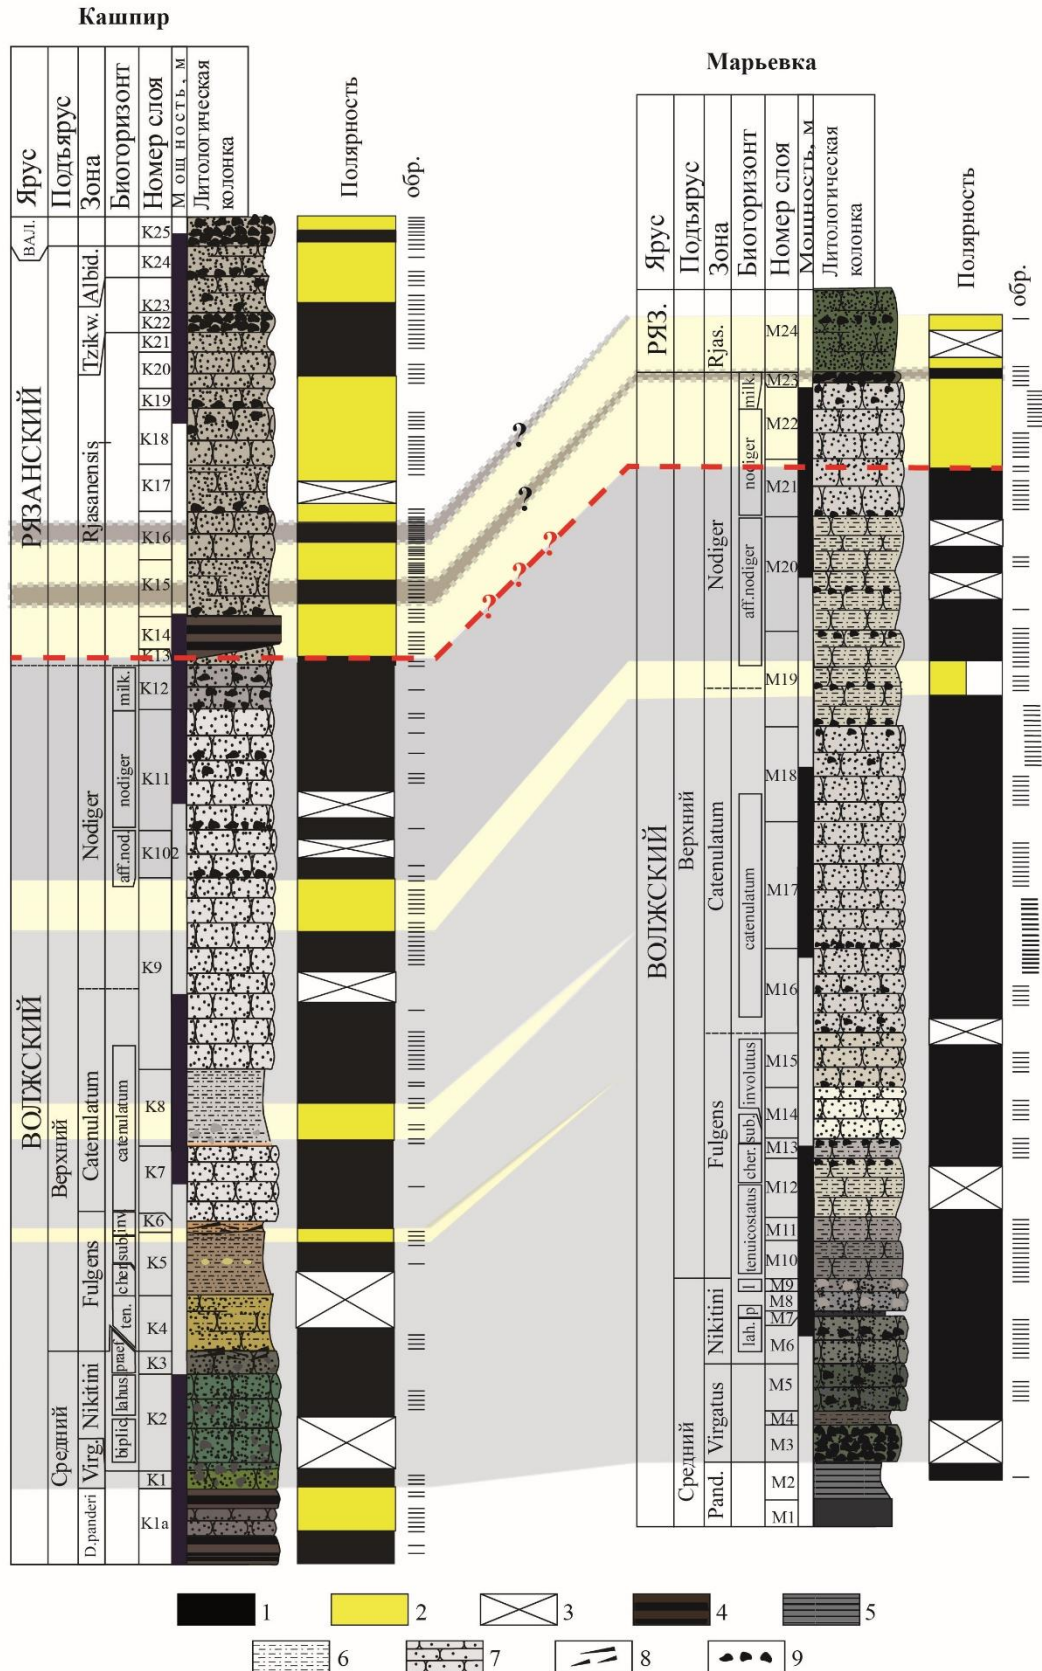 Кашпир
Ярус
Подъярус
Зона
Биогоризонт
Номер слоя
Мощность, м
Литологическая
колонка
Полярность
обр.
ВАЛ.
РЯЗАНСКИЙ
ВОЛЖСКИЙ
Верхний
Средний
Albid.
Tzikw.
Rjasanensis
Nodiger
Catenulatum
Fulgens
Nikitini
Virg.
D.panderi
milk.
nodiger
aff.nod.
catenulatum
inv.
sub.
cher.
ten.
praef.
lahus
biplic.
K25
K24
K23
K22
K21
K20
K19
K18
K17
K16
K15
K14
K13
K12
K11
K102
K9
K8
K7
K6
K5
K4
K3
K2
K1
K1a
?
?
?
?
?
Марьевка
Ярус
Подъярус
Зона
Биогоризонт
Номер слоя
Мощность, м
Литологическая
колонка
Полярность
обр.
РЯЗ.
ВОЛЖСКИЙ
Верхний
Средний
Rjas.
Nodiger
Catenulatum
Fulgens
Nikitini
Virgatus
Pand.
milk.
nodiger
aff.nodiger
catenulatum
involutus
sub.
cher.
tenuicostatus
l
p
lah.
M24
M23
M22
M21
M20
M19
M18
M17
M16
M15
M14
M13
M12
M11
M10
M9
M8
M7
M6
M5
M4
M3
M2
M1
1
2
3
4
5
6
7
8
9